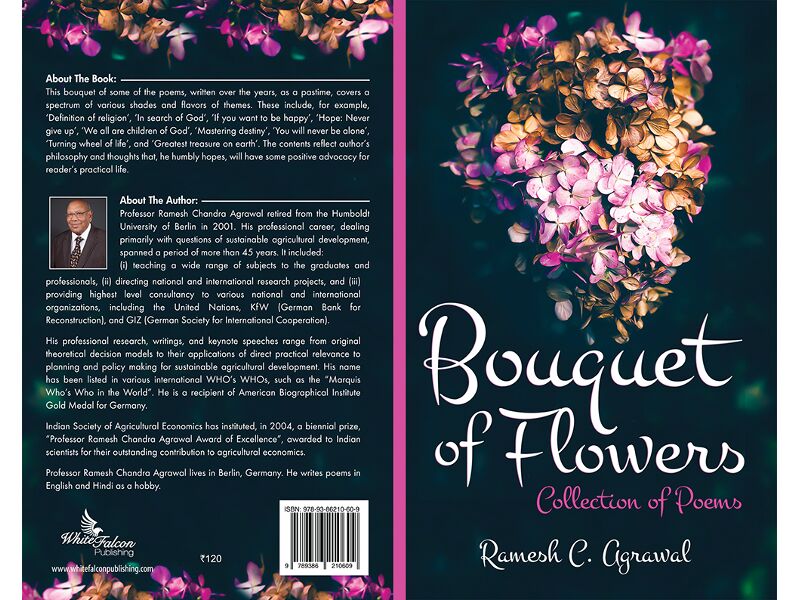 About The Book:
This bouquet of some of the poems, written over the years, as a pastime, covers a
spectrum of various shades and flavors of themes. These include, for example,
‘Definition of religion’, ‘In search of God’, ‘If you want to be happy’, ‘Hope: Never
give up’, ‘We all are children of God’, ‘Mastering destiny’, ‘You will never be alone’,
‘Turning wheel of life’, and ‘Greatest treasure on earth’. The contents reflect author’s
philosophy and thoughts that, he humbly hopes, will have some positive advocacy for
reader’s practical life.
About The Author:
Professor Ramesh Chandra Agrawal retired from the Humboldt
University of Berlin in 2001. His professional career, dealing
primarily with questions of sustainable agricultural development,
spanned a period of more than 45 years. It included:
(i) teaching a wide range of subjects to the graduates and
professionals, (ii) directing national and international research projects, and (iii)
providing highest level consultancy to various national and international
organizations, including the United Nations, KfW (German Bank for
Reconstruction), and GIZ (German Society for International Cooperation).
His professional research, writings, and keynote speeches range from original
theoretical decision models to their applications of direct practical relevance to
planning and policy making for sustainable agricultural development. His name
has been listed in various international WHO’S WHOs, such as the “Marquis
Who’s Who in the World”. He is a recipient of American Biographical Institute
Gold Medal for Germany.
Indian Society of Agricultural Economics has instituted, in 2004, a biennial prize,
“Professor Ramesh Chandra Agrawal Award of Excellence”, awarded to Indian
scientists for their outstanding contribution to agricultural economics.
Professor Ramesh Chandra Agrawal lives in Berlin, Germany. He writes poems in
English and Hindi as a hobby.
White Falcon
Publishing
www.whitefalconpublishing.com
₹120
ISBN: 978-93-86210-60-9
9 789386 210609
Bouquet
of Flowers
Collection of Poems
Ramesh C. Agrawal